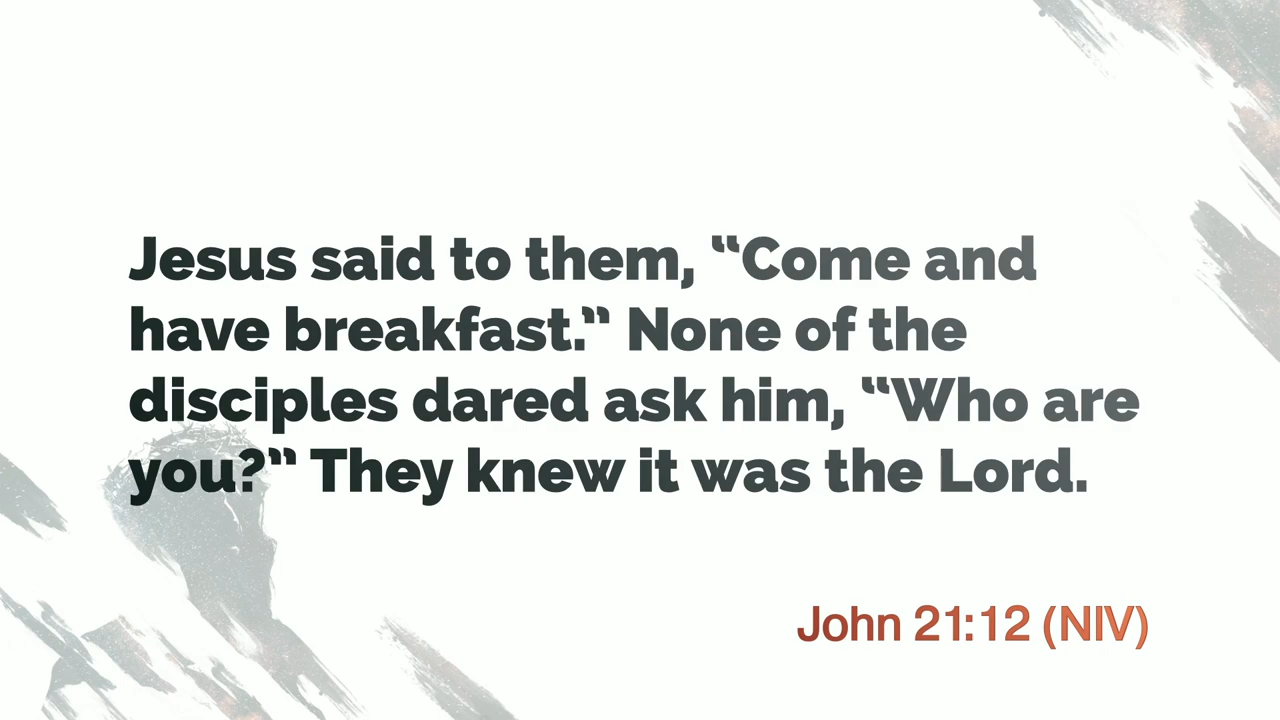 Jesus said to them, “Come and
have breakfast.” None of the
disciples dared ask him, “Who are
you?” They knew it was the Lord.
John 21:12 (NIV)